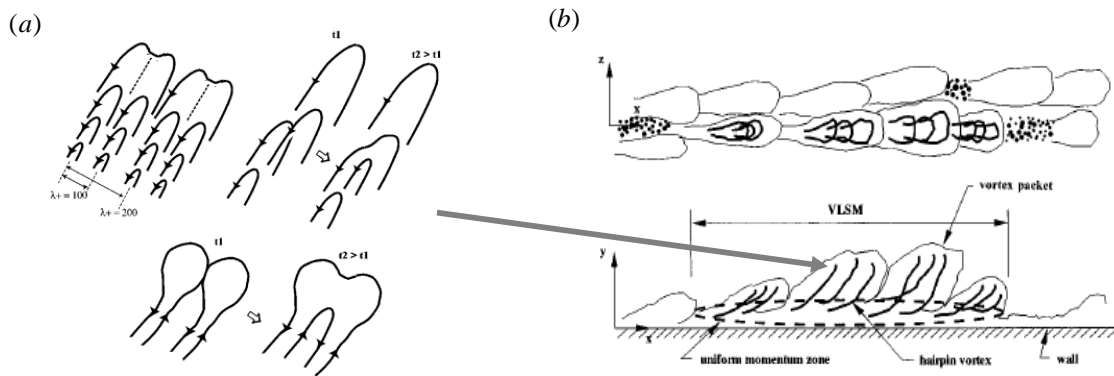 (a)
t1
t2 > t1
λ+ = 100
λ+ = 200
t1
t2 > t1
(b)
z
x
vortex packet
VLSM
y
x
uniform momentum zone
hairpin vortex
wall